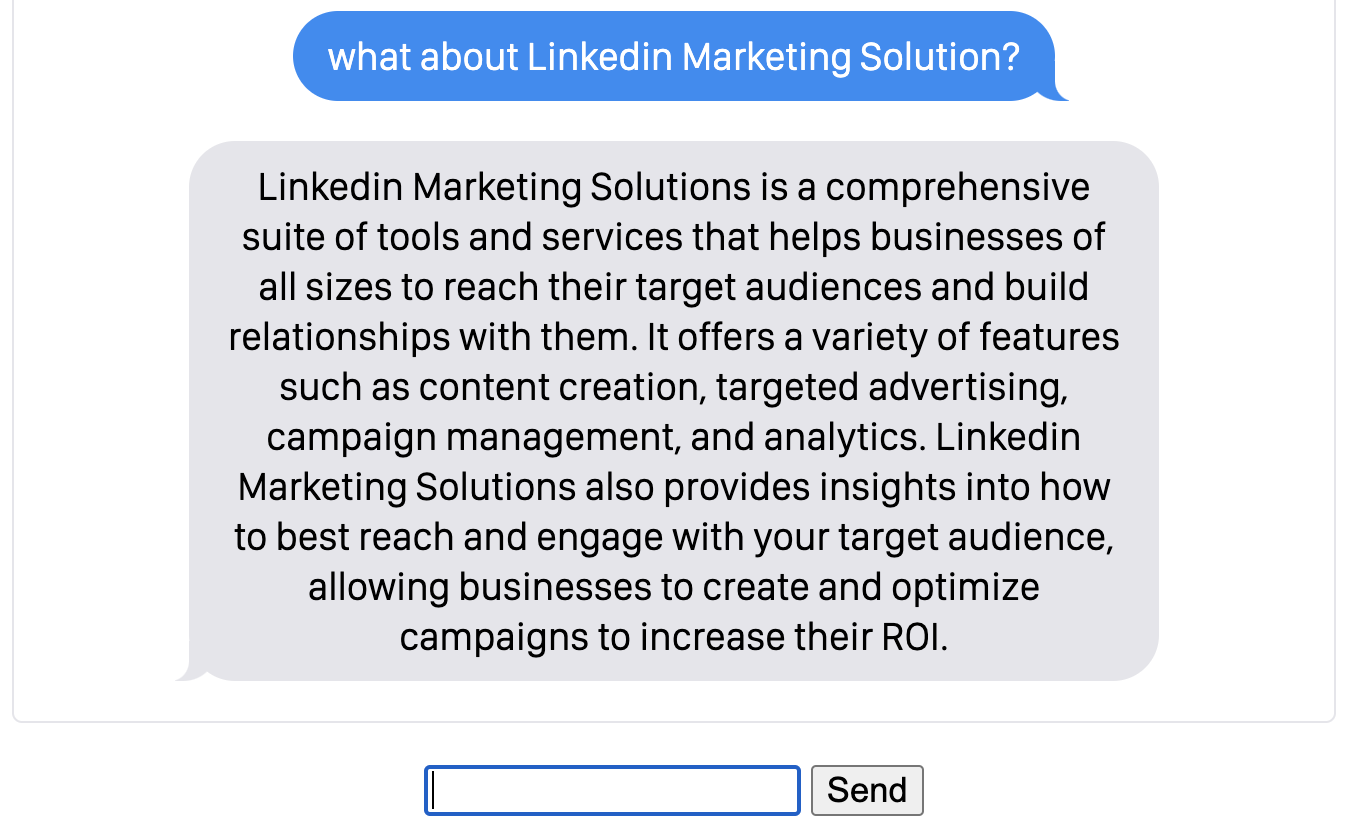 what about Linkedin Marketing Solution?
Linkedin Marketing Solutions is a comprehensive
suite of tools and services that helps businesses of
all sizes to reach their target audiences and build
relationships with them. It offers a variety of features
such as content creation, targeted advertising,
campaign management, and analytics. Linkedin
Marketing Solutions also provides insights into how
to best reach and engage with your target audience,
allowing businesses to create and optimize
campaigns to increase their ROI.
Send